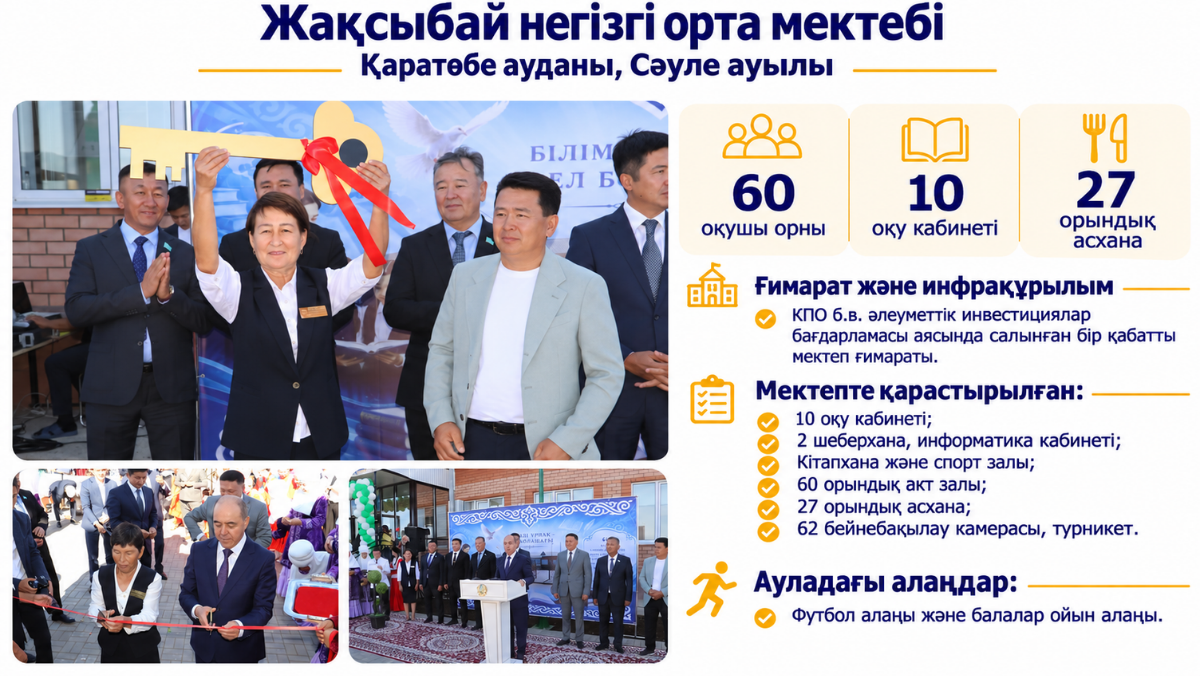 Жақсыбай негізгі орта мектебі
Қаратөбе ауданы, Сәуле ауылы
БІЛІМ
ЕЛ Б
60
оқушы орны
10
оқу кабинеті
27
орындық
асхана
Ғимарат және инфрақұрылым
КПО б.в. әлеуметтік инвестициялар
бағдарламасы аясында салынған бір қабатты
мектеп ғимараты.
Мектепте қарастырылған:
10 оқу кабинеті;
2 шеберхана, информатика кабинеті;
Кітапхана және спорт залы;
60 орындық акт залы;
27 орындық асхана;
62 бейнебақылау камерасы, турникет.
Ауладағы алаңдар:
Футбол алаңы және балалар ойын алаңы.